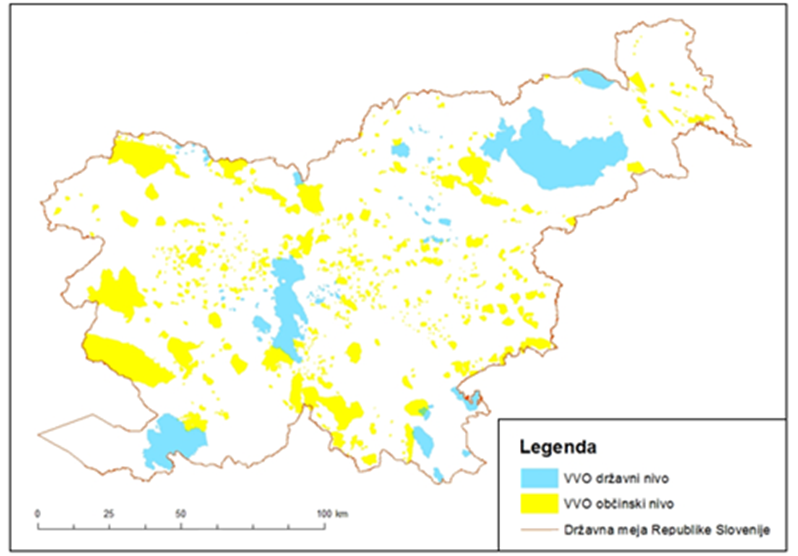 Legenda
VVO državni nivo
VVO občinski nivo
Državna meja Republike Slovenije
0 25 50 100 km